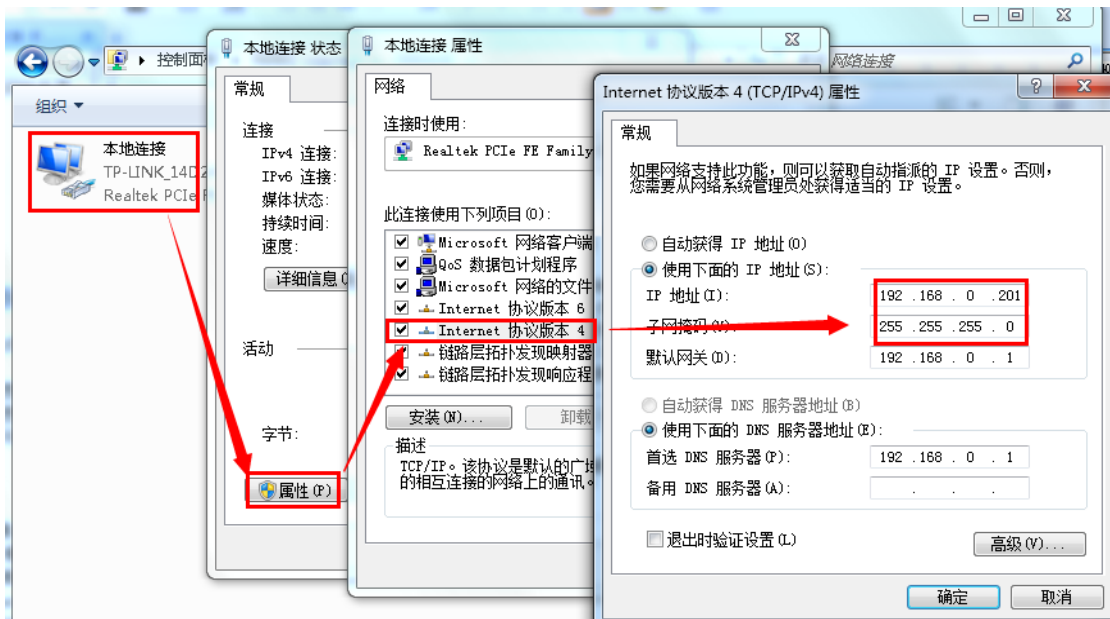 控制面
网络连接
组织
本地连接
TP-LINK_14D2
Realtek PCIe F
本地连接 状态
常规
连接
IPv4 连接:
IPv6 连接:
媒体状态:
持续时间:
速度:
详细信息(
活动
字节:
属性(P)
本地连接 属性
网络
连接时使用:
Realtek PCIe FE Family
此连接使用下列项目(O):
Microsoft 网络客户端
QoS 数据包计划程序
Microsoft 网络的文件
Internet 协议版本 6
Internet 协议版本 4
链路层拓扑发现映射器
链路层拓扑发现响应程
安装(N)...
卸载
描述
TCP/IP。该协议是默认的广域
的相互连接的网络上的通讯。
Internet 协议版本 4 (TCP/IPv4) 属性
常规
如果网络支持此功能，则可以获取自动指派的 IP 设置。否则，
您需要从网络系统管理员处获得适当的 IP 设置。
自动获得 IP 地址(O)
使用下面的 IP 地址(S):
IP 地址(I): 192 .168 . 0 .201
子网掩码(U): 255 .255 .255 . 0
默认网关(D): 192 .168 . 0 . 1
自动获得 DNS 服务器地址(B)
使用下面的 DNS 服务器地址(E):
首选 DNS 服务器(P): 192 .168 . 0 . 1
备用 DNS 服务器(A): . . .
退出时验证设置(L)
高级(V)...
确定
取消